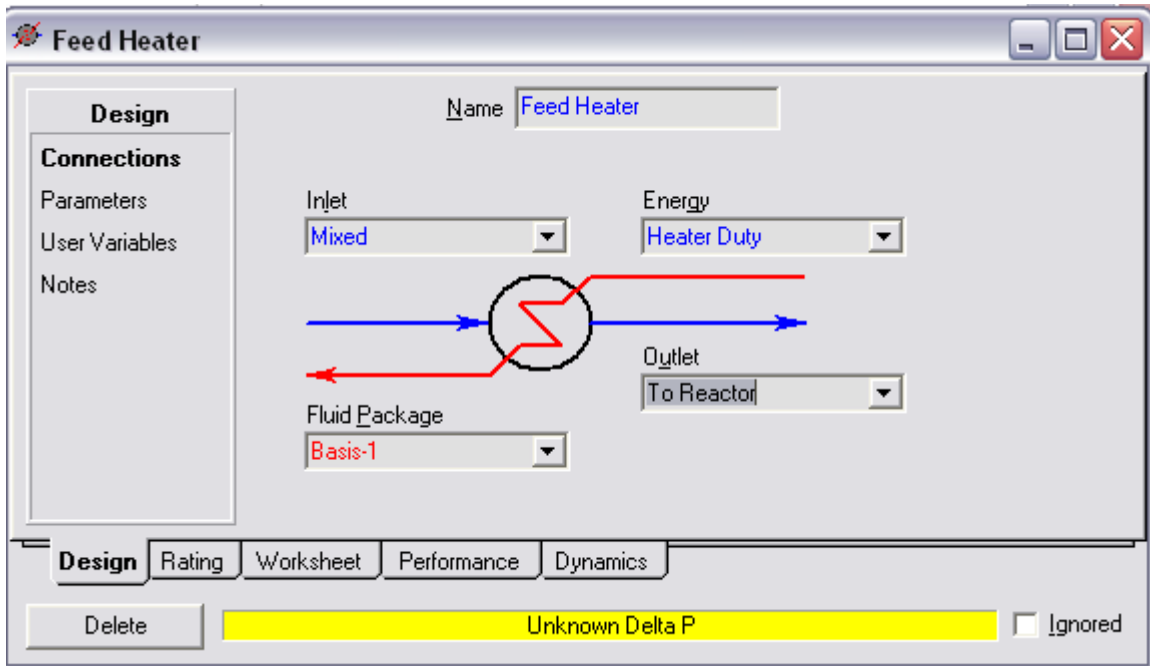 Feed Heater
Design
Connections
Parameters
User Variables
Notes
Name Feed Heater
Inlet
Mixed
Energy
Heater Duty
Outlet
To Reactor
Fluid Package
Basis-1
Design Rating Worksheet Performance Dynamics
Delete Unknown Delta P Ignored